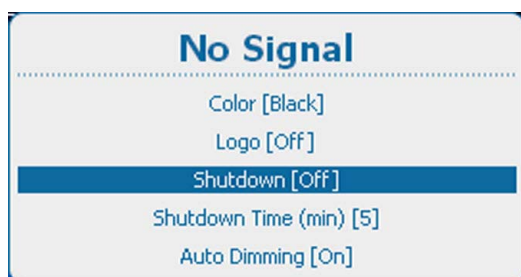 No Signal
Color [Black]
Logo [Off]
Shutdown [Off]
Shutdown Time (min) [5]
Auto Dimming [On]